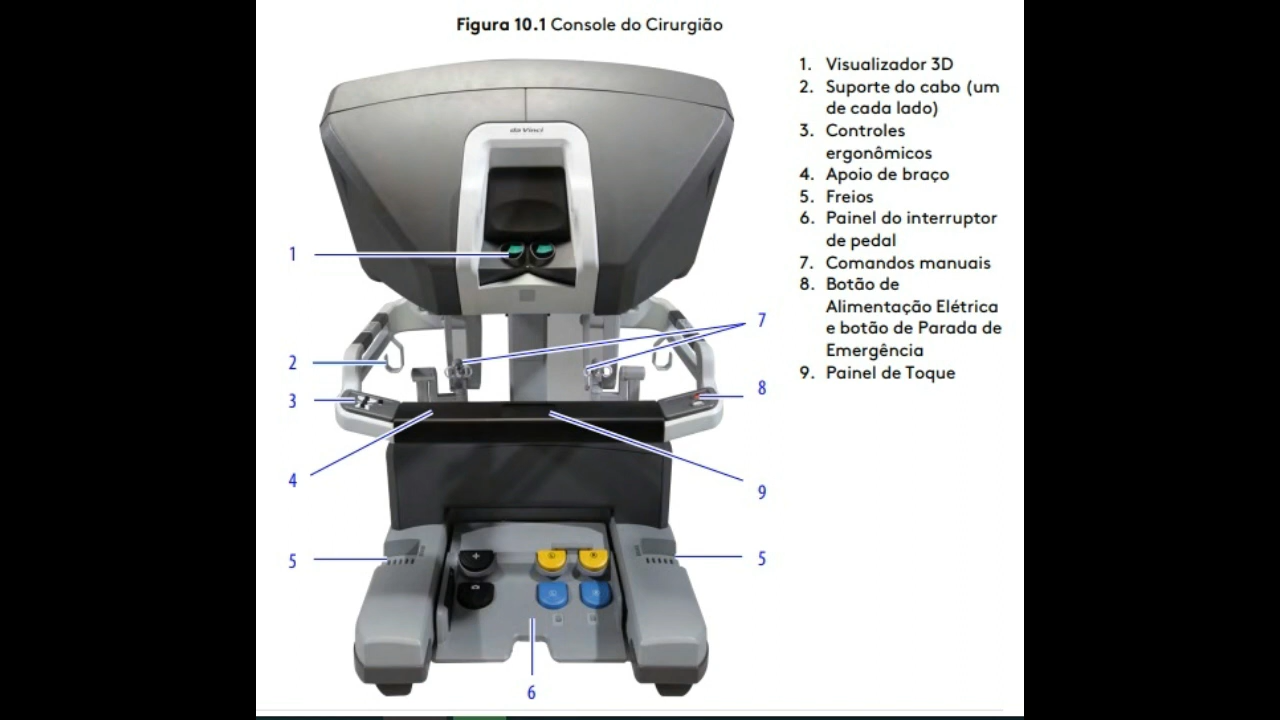 Figura 10.1 Console do Cirurgião
1. Visualizador 3D
2. Suporte do cabo (um
de cada lado)
3. Controles
ergonômicos
4. Apoio de braço
5. Freios
6. Painel do interruptor
de pedal
7. Comandos manuais
8. Botão de
Alimentação Elétrica
e botão de Parada de
Emergência
9. Painel de Toque
da Vinci
1
7
2
8
3
4
9
5
5
6